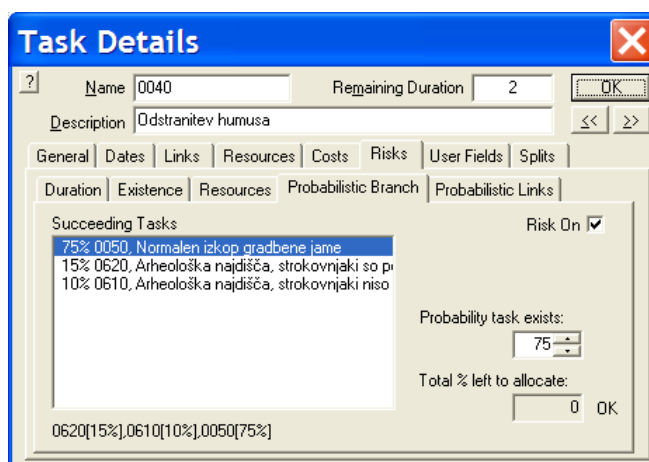 Task Details
?
Name 0040 Remaining Duration 2 OK
Description Odstranitev humusa << >>
General Dates Links Resources Costs Risks User Fields Splits
Duration Existence Resources Probabilistic Branch Probabilistic Links
Succeeding Tasks Risk On
75% 0050, Normalen izkop gradbene jame
15% 0620, Arheološka najdišča, strokovnjaki so
10% 0610, Arheološka najdišča, strokovnjaki niso
Probability task exists:
75
Total % left to allocate:
0 OK
0620[15%],0610[10%],0050[75%]